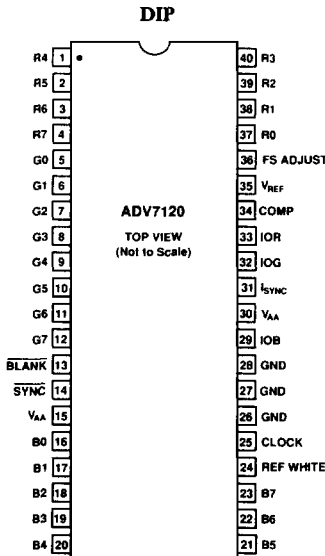 DIP
R4 1 40 R3
R5 2 39 R2
R6 3 38 R1
R7 4 37 R0
G0 5 36 FS ADJUST
G1 6 35 VREF
G2 7 ADV7120 34 COMP
G3 8 TOP VIEW 33 IOR
G4 9 (Not to Scale) 32 IOG
G5 10 31 ISYNC
G6 11 30 VAA
G7 12 29 IOB
BLANK 13 28 GND
SYNC 14 27 GND
VAA 15 26 GND
B0 16 25 CLOCK
B1 17 24 REF WHITE
B2 18 23 B7
B3 19 22 B6
B4 20 21 B5